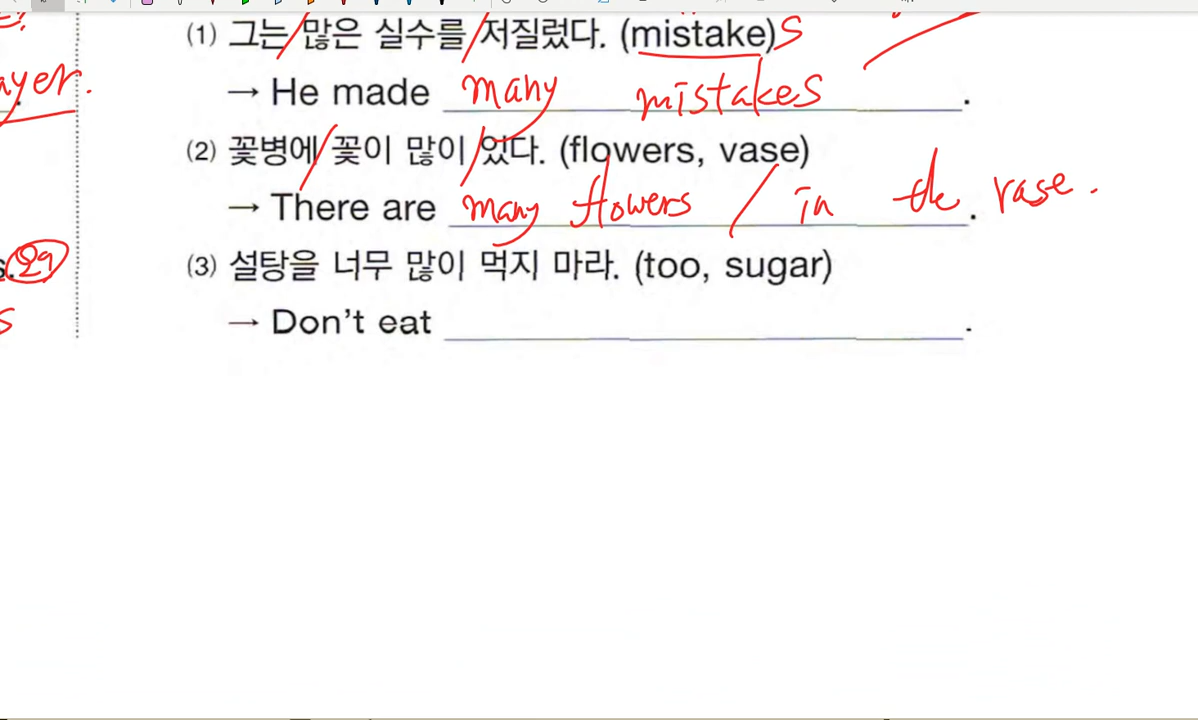 (1) 그는/많은 실수를/저질렀다. (mistake)s
→ He made many mistakes.
(2) 꽃병에/꽃이 많이/있다. (flowers, vase)
→ There are many flowers / in the vase.
(3) 설탕을 너무 많이 먹지 마라. (too, sugar)
→ Don't eat ____.
ayer.
s